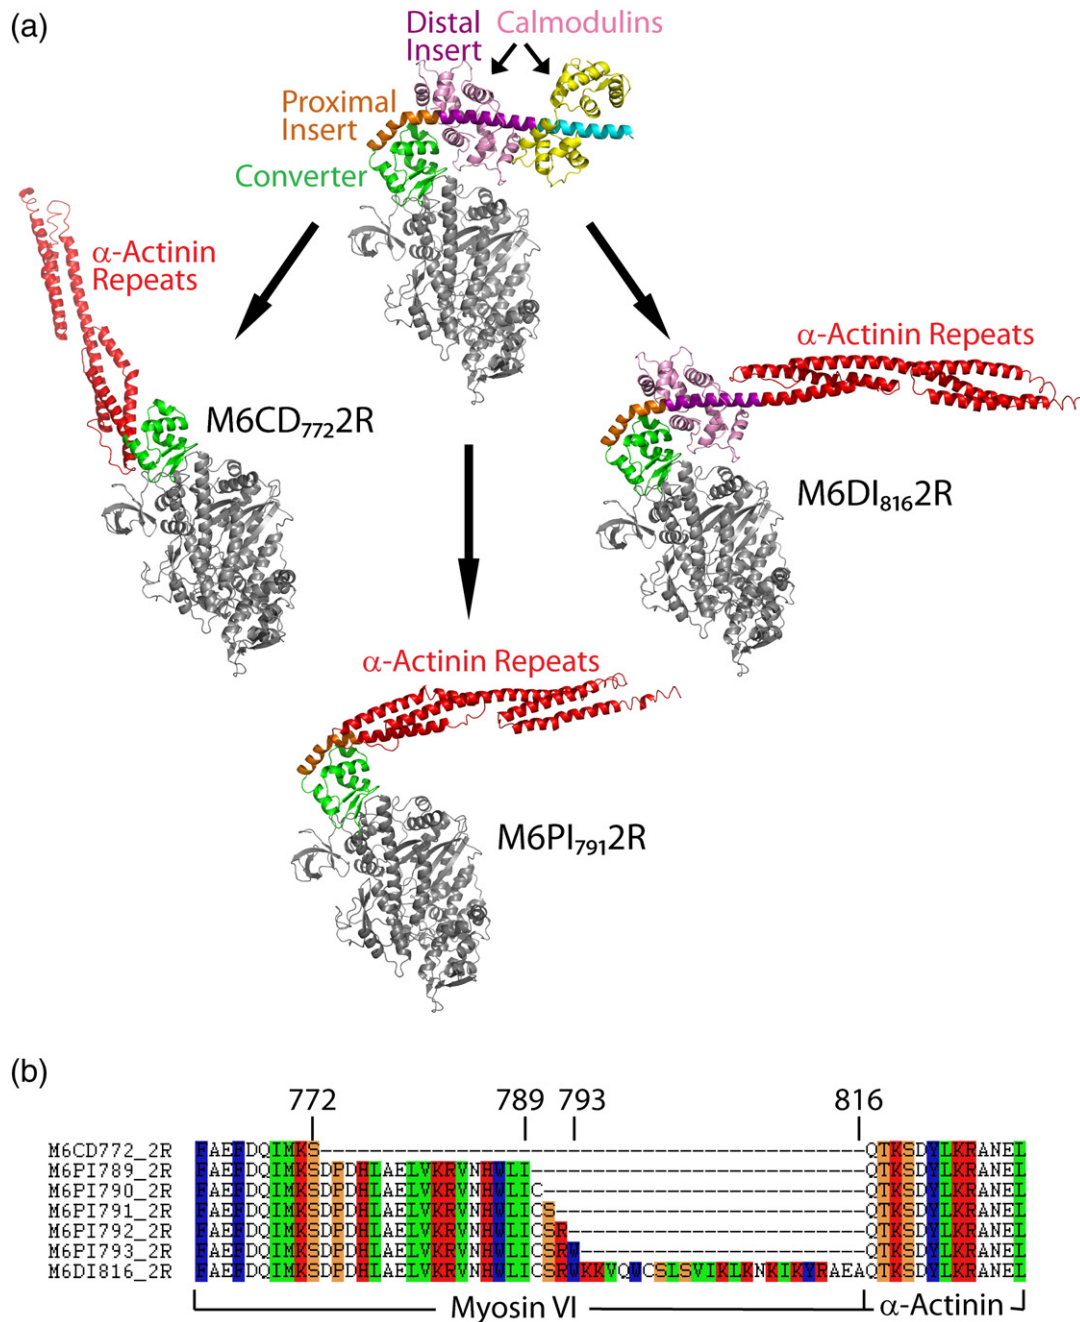 (a)
Distal Insert
Calmodulins
Proximal Insert
Converter
α-Actinin Repeats
M6CD₇₇₂2R
α-Actinin Repeats
M6DI₈₁₆2R
α-Actinin Repeats
M6PI₇₉₁2R
(b)
772 789 793 816
M6CD772_2R FAEFDQIMKS--------------------------------------------QTKSDYLKRANEL
M6PI789_2R FAEFDQIMKSDPDHLAELVKRVNHWLI---------------------------QTKSDYLKRANEL
M6PI790_2R FAEFDQIMKSDPDHLAELVKRVNHWLIC--------------------------QTKSDYLKRANEL
M6PI791_2R FAEFDQIMKSDPDHLAELVKRVNHWLICS-------------------------QTKSDYLKRANEL
M6PI792_2R FAEFDQIMKSDPDHLAELVKRVNHWLICSR------------------------QTKSDYLKRANEL
M6PI793_2R FAEFDQIMKSDPDHLAELVKRVNHWLICSRW-----------------------QTKSDYLKRANEL
M6DI816_2R FAEFDQIMKSDPDHLAELVKRVNHWLICSRWKKVQWCSLSVIKLKNKIKYRAEAQTKSDYLKRANEL
Myosin VI α-Actinin